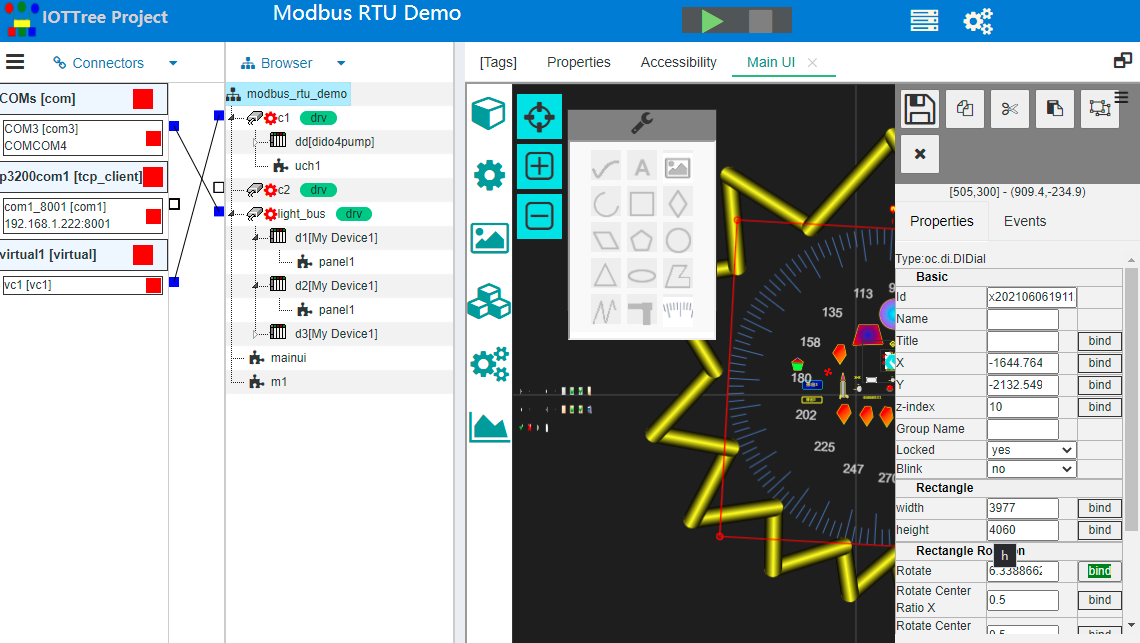 IOTTree Project
Modbus RTU Demo
Connectors
Browser
[Tags]
Properties
Accessibility
Main UI
COMs [com]
COM3 [com3]
COMCOM4
p3200com1 [tcp_client]
com1_8001 [com1]
192.168.1.222:8001
virtual1 [virtual]
vc1 [vc1]
modbus_rtu_demo
c1 drv
dd[dido4pump]
uch1
c2 drv
light_bus drv
d1[My Device1]
panel1
d2[My Device1]
panel1
d3[My Device1]
mainui
m1
A
113
135
158
180
202
225
247
270
[505,300] - (909.4,-234.9)
Properties
Events
Type:oc.di.DIDial
Basic
Id x202106061911
Name
Title bind
X -1644.764 bind
Y -2132.549 bind
z-index 10 bind
Group Name
Locked yes
Blink no
Rectangle
width 3977 bind
height 4060 bind
h
Rotate 6.3388662 bind
Rotate Center
Ratio X 0.5 bind
Rotate Center 0.5 bind